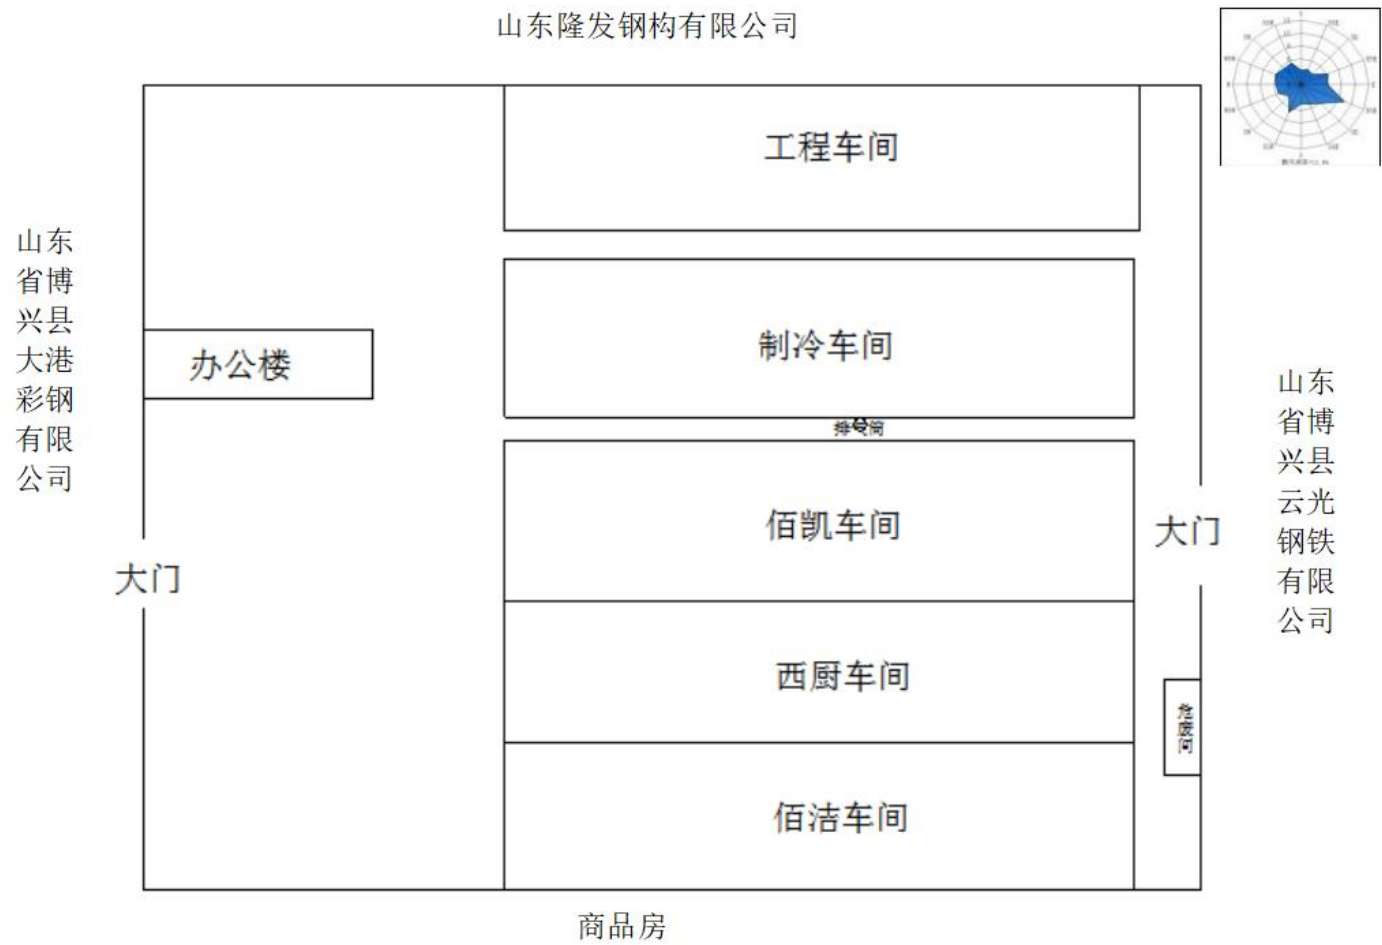 山东隆发钢构有限公司
工程车间
山东
省博
兴县
大港
彩钢
有限
公司
办公楼
制冷车间
排气筒
山东
省博
兴县
云光
钢铁
有限
公司
佰凯车间
大门
大门
西厨车间
危废间
佰洁车间
商品房